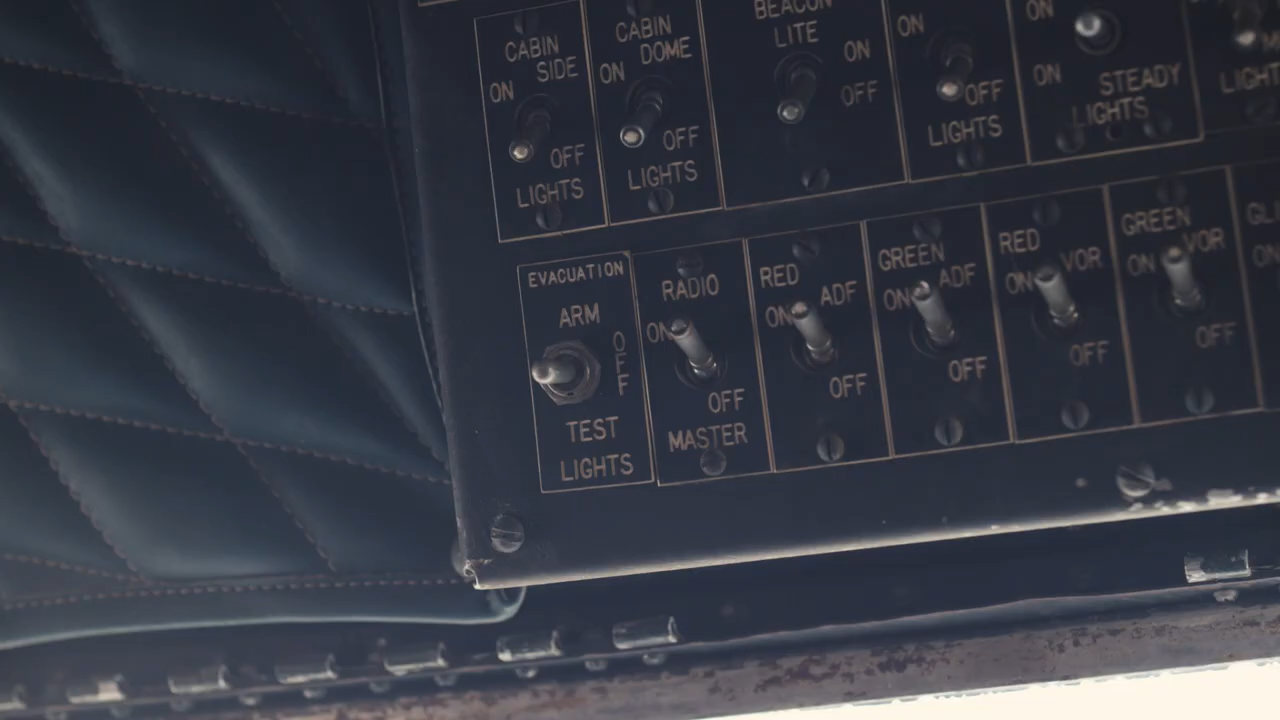 CABIN
SIDE
ON
OFF
LIGHTS
CABIN
DOME
ON
OFF
LIGHTS
BEACON
LITE
ON
OFF
ON
OFF
LIGHTS
ON
ON
STEADY
LIGHTS
LIGHTS
EVACUATION
ARM
OFF
TEST
LIGHTS
RADIO
ON
OFF
MASTER
RED
ADF
ON
OFF
GREEN
ADF
ON
OFF
RED
VOR
ON
OFF
GREEN
VOR
ON
OFF
ON